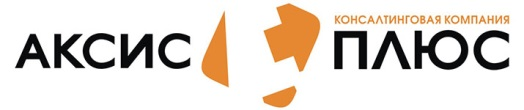 КОНСАЛТИНГОВАЯ КОМПАНИЯ
АКСИС ПЛЮС